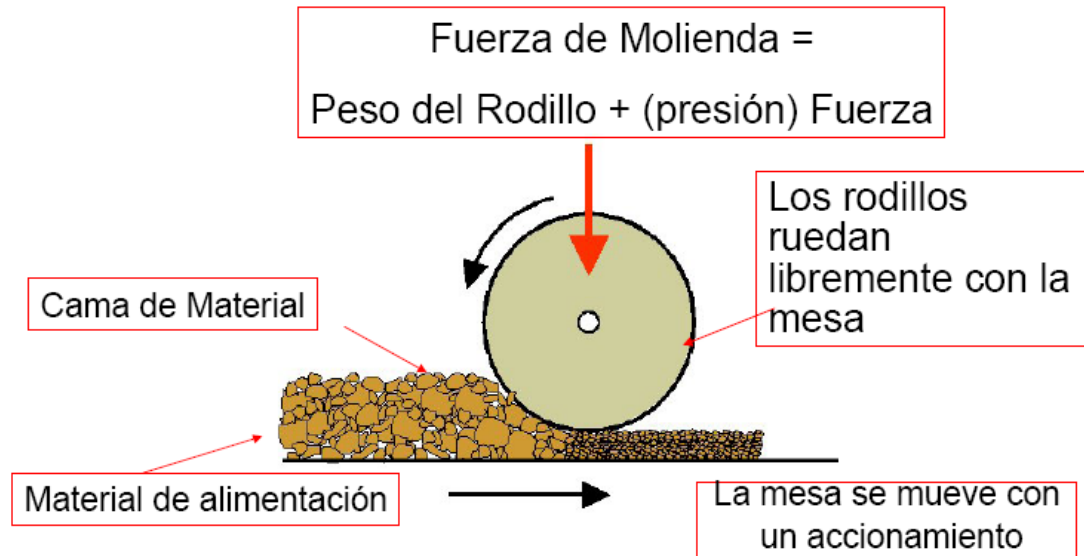 Fuerza de Molienda =
Peso del Rodillo + (presión) Fuerza
Los rodillos
ruedan
libremente con la
mesa
Cama de Material
Material de alimentación
La mesa se mueve con
un accionamiento